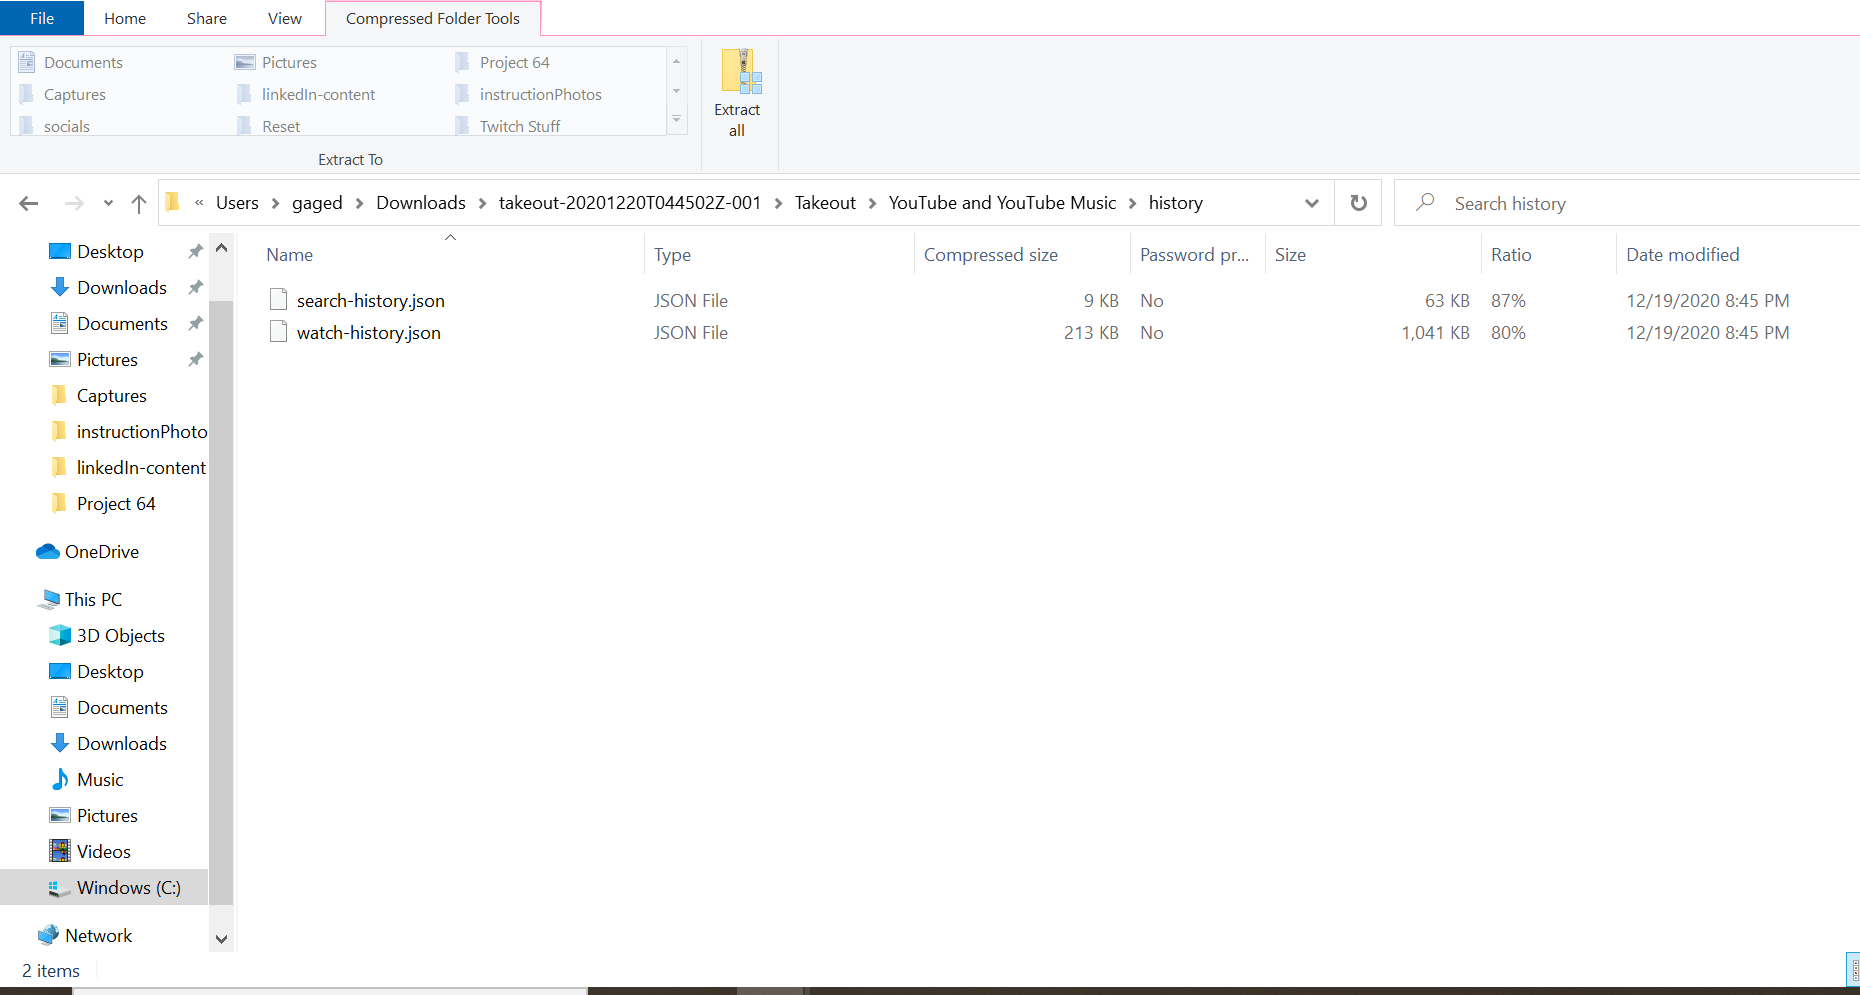 File Home Share View Compressed Folder Tools
Documents Pictures Project 64
Captures linkedIn-content instructionPhotos
socials Reset Twitch Stuff
Extract
all
Extract To
« Users > gaged > Downloads > takeout-20201220T044502Z-001 > Takeout > YouTube and YouTube Music > history
Search history
Name Type Compressed size Password pr... Size Ratio Date modified
search-history.json JSON File 9 KB No 63 KB 87% 12/19/2020 8:45 PM
watch-history.json JSON File 213 KB No 1,041 KB 80% 12/19/2020 8:45 PM
Desktop
Downloads
Documents
Pictures
Captures
instructionPhoto
linkedIn-content
Project 64
OneDrive
This PC
3D Objects
Desktop
Documents
Downloads
Music
Pictures
Videos
Windows (C:)
Network
2 items